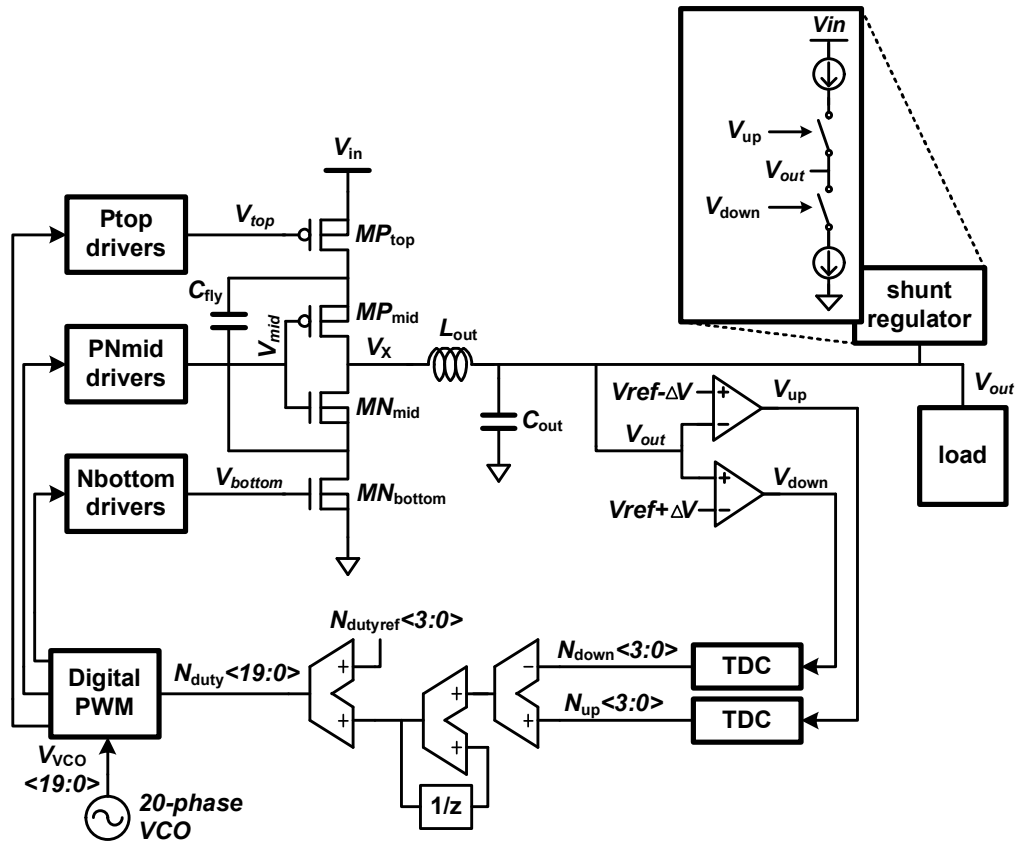 Vin
Vup
Vout
Vdown
Vin
Ptop
drivers
Vtop
MPtop
Cfly
MPmid
shunt
regulator
PNmid
drivers
Vmid
VX
Lout
MNmid
Cout
Vref-ΔV
Vup
Vout
Vout
load
Nbottom
drivers
Vbottom
MNbottom
Vdown
Vref+ΔV
Ndutyref<3:0>
Digital
PWM
Nduty<19:0>
Ndown<3:0>
TDC
Nup<3:0>
TDC
+
+
+
+
−
+
+
−
+
−
1/z
VVCO
<19:0>
20-phase
VCO